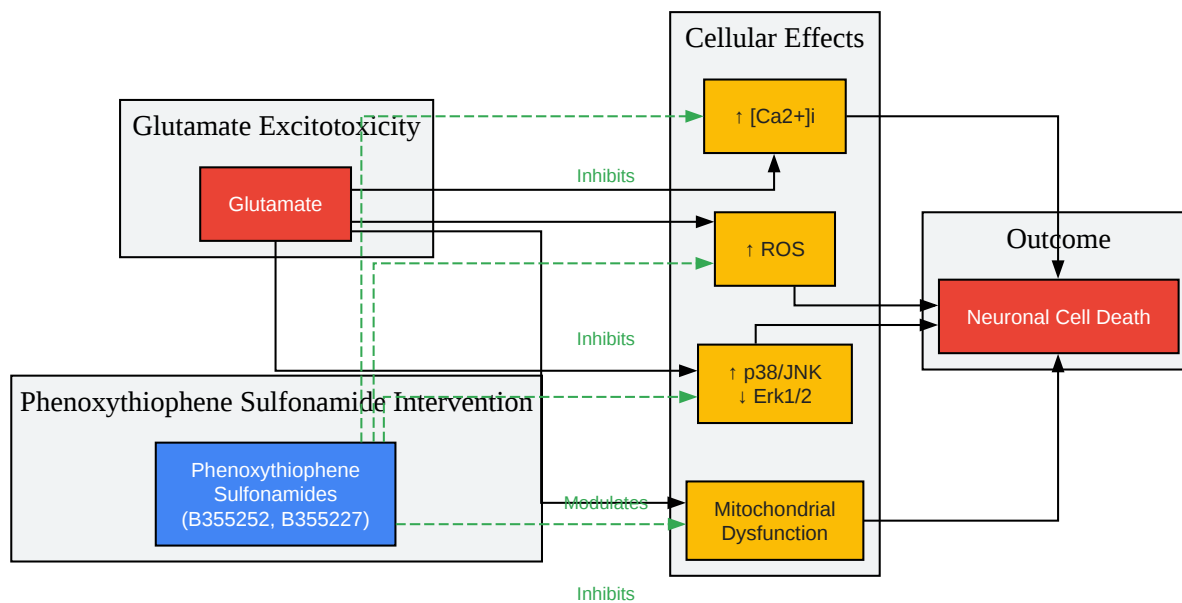 Cellular Effects
↑ [Ca2+]i
Glutamate Excitotoxicity
Inhibits
Glutamate
Outcome
↑ ROS
Neuronal Cell Death
Inhibits
↑ p38/JNK
↓ Erk1/2
Phenoxythiophene Sulfonamide Intervention
Phenoxythiophene
Sulfonamides
(B355252, B355227)
Modulates
Mitochondrial
Dysfunction
Inhibits